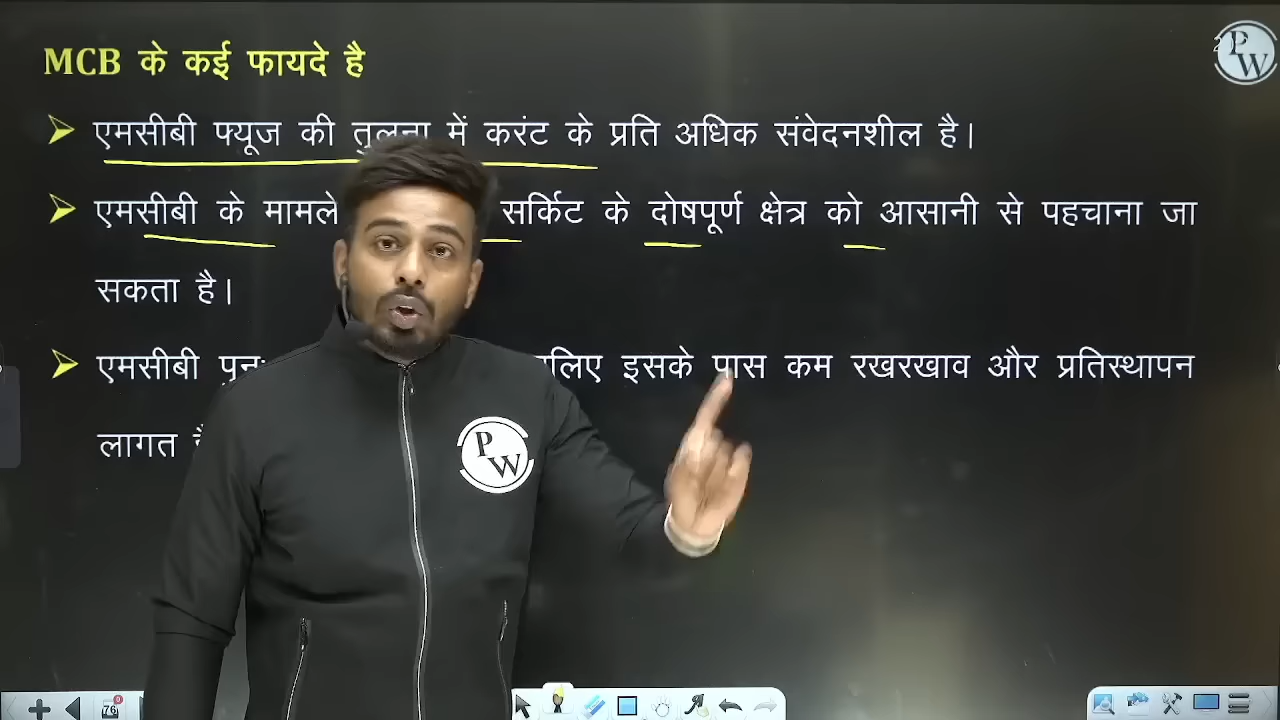 MCB के कई फायदे है
एमसीबी फ्यूज की तुलना में करंट के प्रति अधिक संवेदनशील है।
एमसीबी के मामले सर्किट के दोषपूर्ण क्षेत्र को आसानी से पहचाना जा
सकता है।
एमसीबी इसके पास कम रखरखाव और प्रतिस्थापन
लागत
PW
PW
76